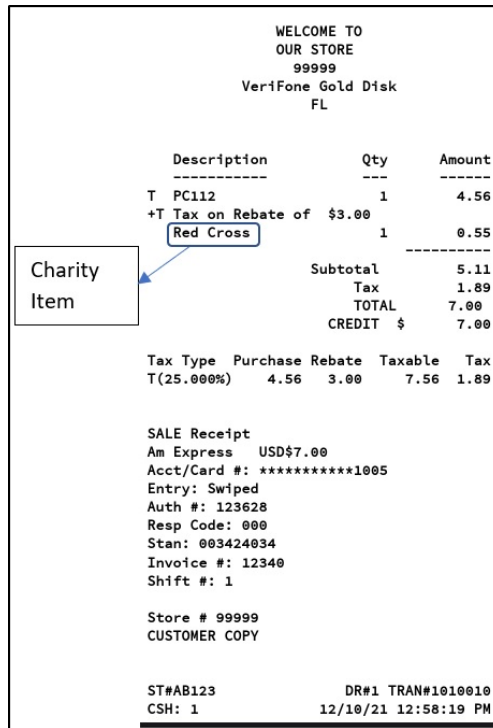 WELCOME TO
OUR STORE
99999
VeriFone Gold Disk
FL
Description Qty Amount
----------- --- ------
T PC112 1 4.56
+T Tax on Rebate of $3.00
Red Cross 1 0.55
----------
Charity
Item
Subtotal 5.11
Tax 1.89
TOTAL 7.00
CREDIT $ 7.00
Tax Type Purchase Rebate Taxable Tax
T(25.000%) 4.56 3.00 7.56 1.89
SALE Receipt
Am Express USD$7.00
Acct/Card #: ***********1005
Entry: Swiped
Auth #: 123628
Resp Code: 000
Stan: 003424034
Invoice #: 12340
Shift #: 1
Store # 99999
CUSTOMER COPY
ST#AB123 DR#1 TRAN#1010010
CSH: 1 12/10/21 12:58:19 PM